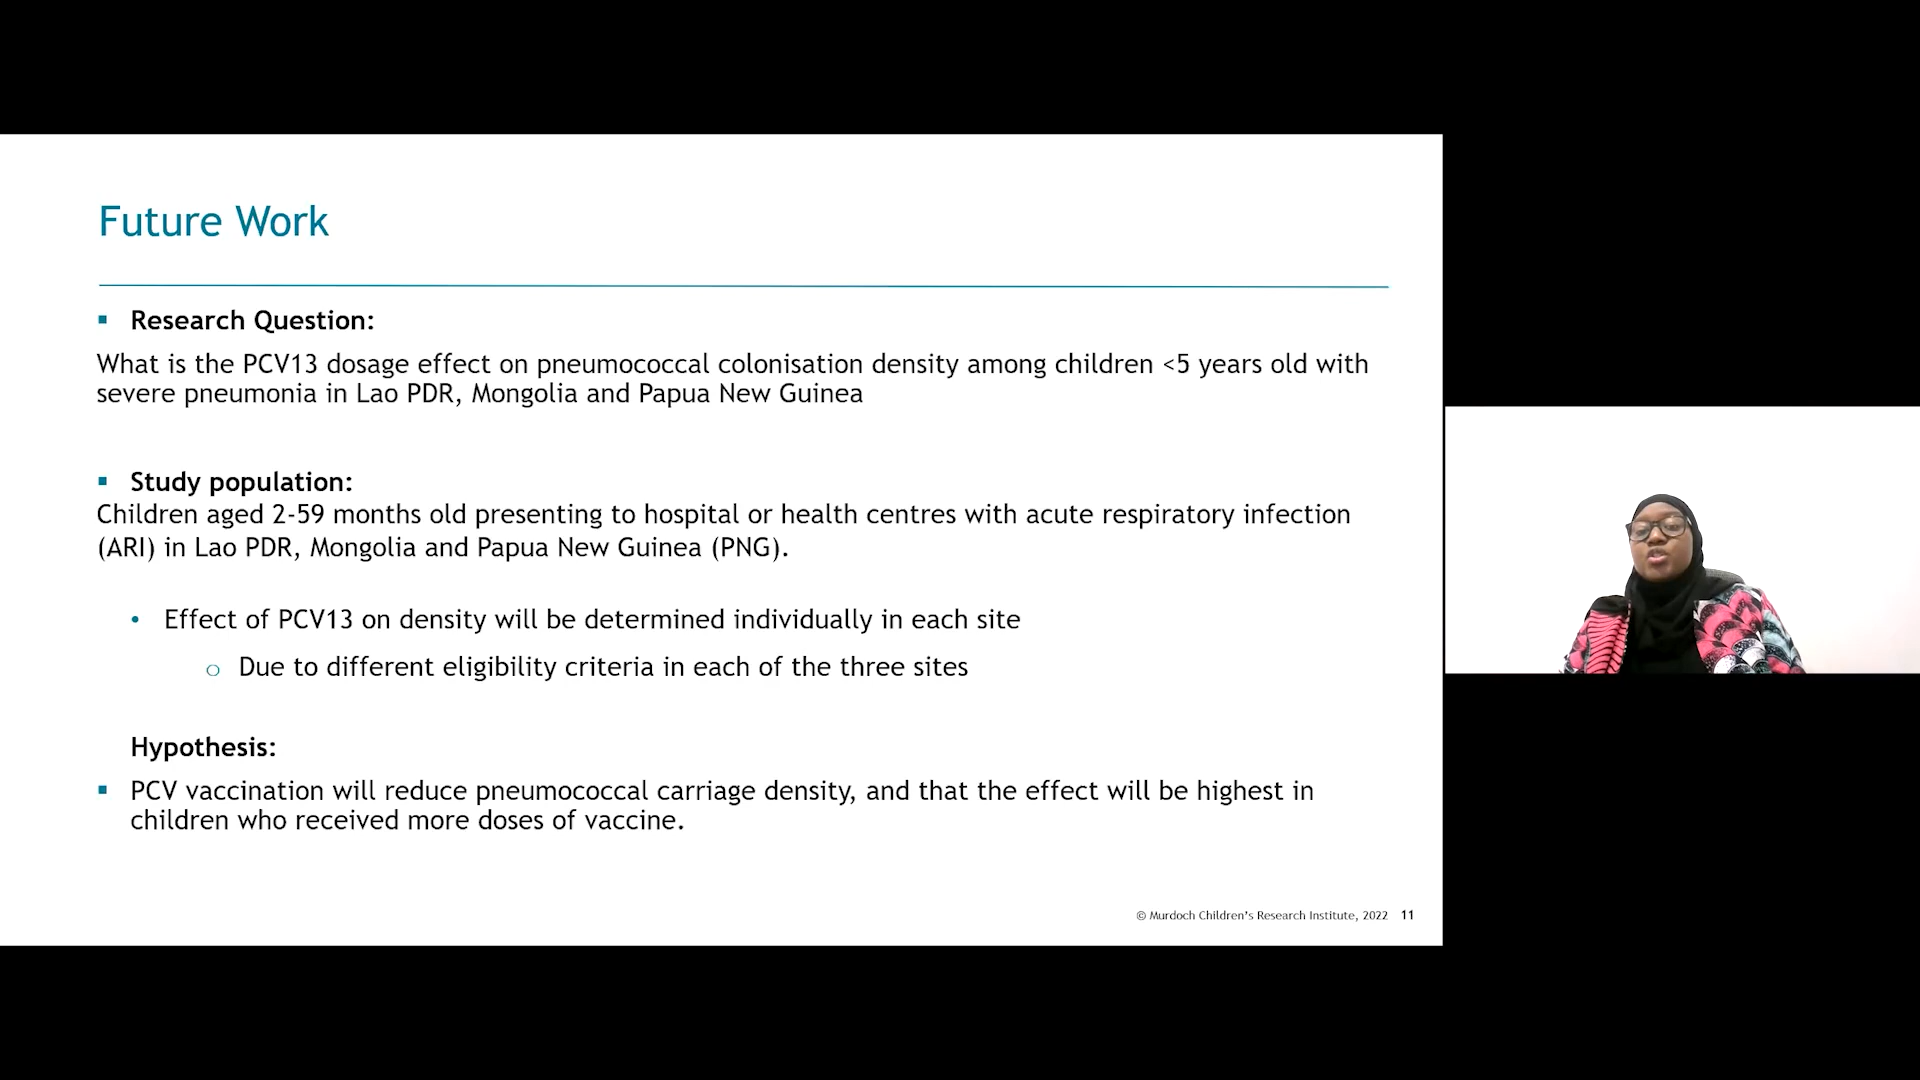 Future Work
▪ Research Question:
What is the PCV13 dosage effect on pneumococcal colonisation density among children <5 years old with
severe pneumonia in Lao PDR, Mongolia and Papua New Guinea
▪ Study population:
Children aged 2-59 months old presenting to hospital or health centres with acute respiratory infection
(ARI) in Lao PDR, Mongolia and Papua New Guinea (PNG).
• Effect of PCV13 on density will be determined individually in each site
o Due to different eligibility criteria in each of the three sites
Hypothesis:
▪ PCV vaccination will reduce pneumococcal carriage density, and that the effect will be highest in
children who received more doses of vaccine.
© Murdoch Children's Research Institute, 2022 11